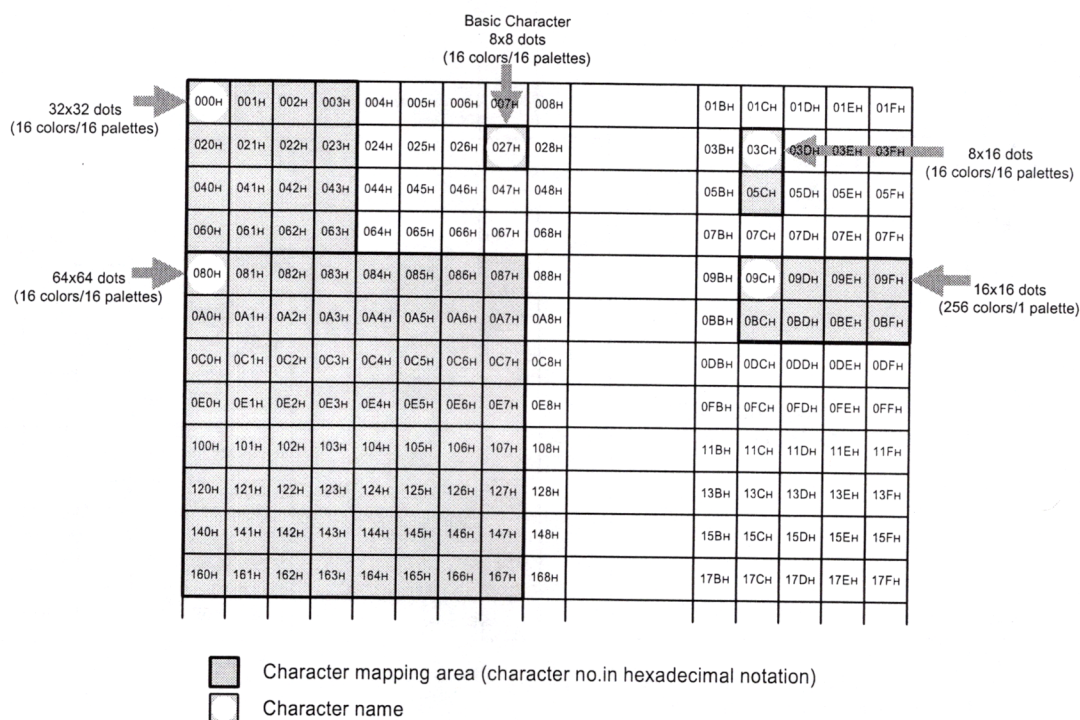 Basic Character
8x8 dots
(16 colors/16 palettes)
32x32 dots
(16 colors/16 palettes)
000H 001H 002H 003H 004H 005H 006H 007H 008H 01BH 01CH 01DH 01EH 01FH
020H 021H 022H 023H 024H 025H 026H 027H 028H 03BH 03CH 03DH 03EH 03FH
8x16 dots
(16 colors/16 palettes)
040H 041H 042H 043H 044H 045H 046H 047H 048H 05BH 05CH 05DH 05EH 05FH
060H 061H 062H 063H 064H 065H 066H 067H 068H 07BH 07CH 07DH 07EH 07FH
64x64 dots
(16 colors/16 palettes)
080H 081H 082H 083H 084H 085H 086H 087H 088H 09BH 09CH 09DH 09EH 09FH
16x16 dots
(256 colors/1 palette)
0A0H 0A1H 0A2H 0A3H 0A4H 0A5H 0A6H 0A7H 0A8H 0BBH 0BCH 0BDH 0BEH 0BFH
0C0H 0C1H 0C2H 0C3H 0C4H 0C5H 0C6H 0C7H 0C8H 0DBH 0DCH 0DDH 0DEH 0DFH
0E0H 0E1H 0E2H 0E3H 0E4H 0E5H 0E6H 0E7H 0E8H 0FBH 0FCH 0FDH 0FEH 0FFH
100H 101H 102H 103H 104H 105H 106H 107H 108H 11BH 11CH 11DH 11EH 11FH
120H 121H 122H 123H 124H 125H 126H 127H 128H 13BH 13CH 13DH 13EH 13FH
140H 141H 142H 143H 144H 145H 146H 147H 148H 15BH 15CH 15DH 15EH 15FH
160H 161H 162H 163H 164H 165H 166H 167H 168H 17BH 17CH 17DH 17EH 17FH
Character mapping area (character no.in hexadecimal notation)
Character name